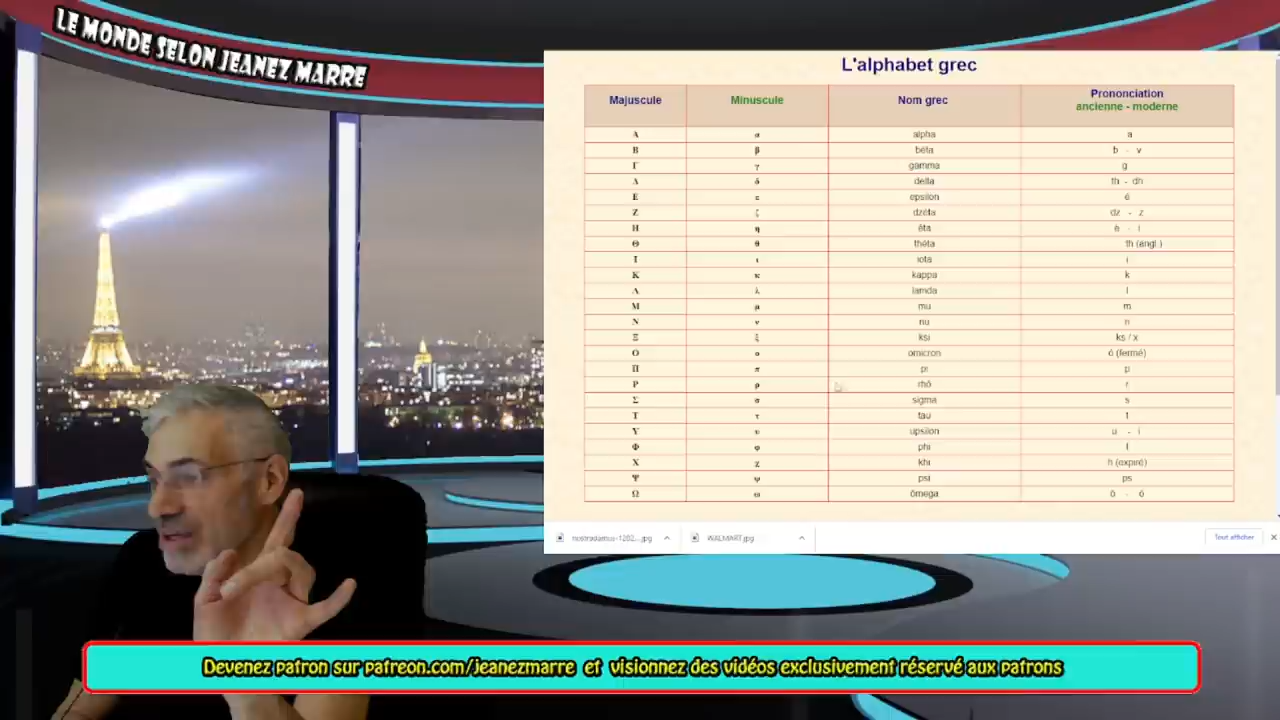 LE MONDE SELON JEANEZ MARRE
L'alphabet grec
Majuscule Minuscule Nom grec Prononciation
ancienne - moderne
Α α alpha a
Β β bêta b - v
Γ γ gamma g
Δ δ delta th - dh
Ε ε epsilon é
Ζ ζ dzêta dz - z
Η η êta è - i
Θ θ thêta th (angl.)
Ι ι iota i
Κ κ kappa k
Λ λ lamda l
Μ μ mu m
Ν ν nu n
Ξ ξ ksi ks / x
Ο ο omicron ó (fermé)
Π π pi p
Ρ ρ rhô r
Σ σ sigma s
Τ τ tau t
Υ υ upsilon u - i
Φ φ phi f
Χ χ khi h (expiré)
Ψ ψ psi ps
Ω ω ômega ò - ó
WALMART.jpg Tout afficher
Devenez patron sur patreon.com/jeanezmarre et visionnez des vidéos exclusivement réservé aux patrons